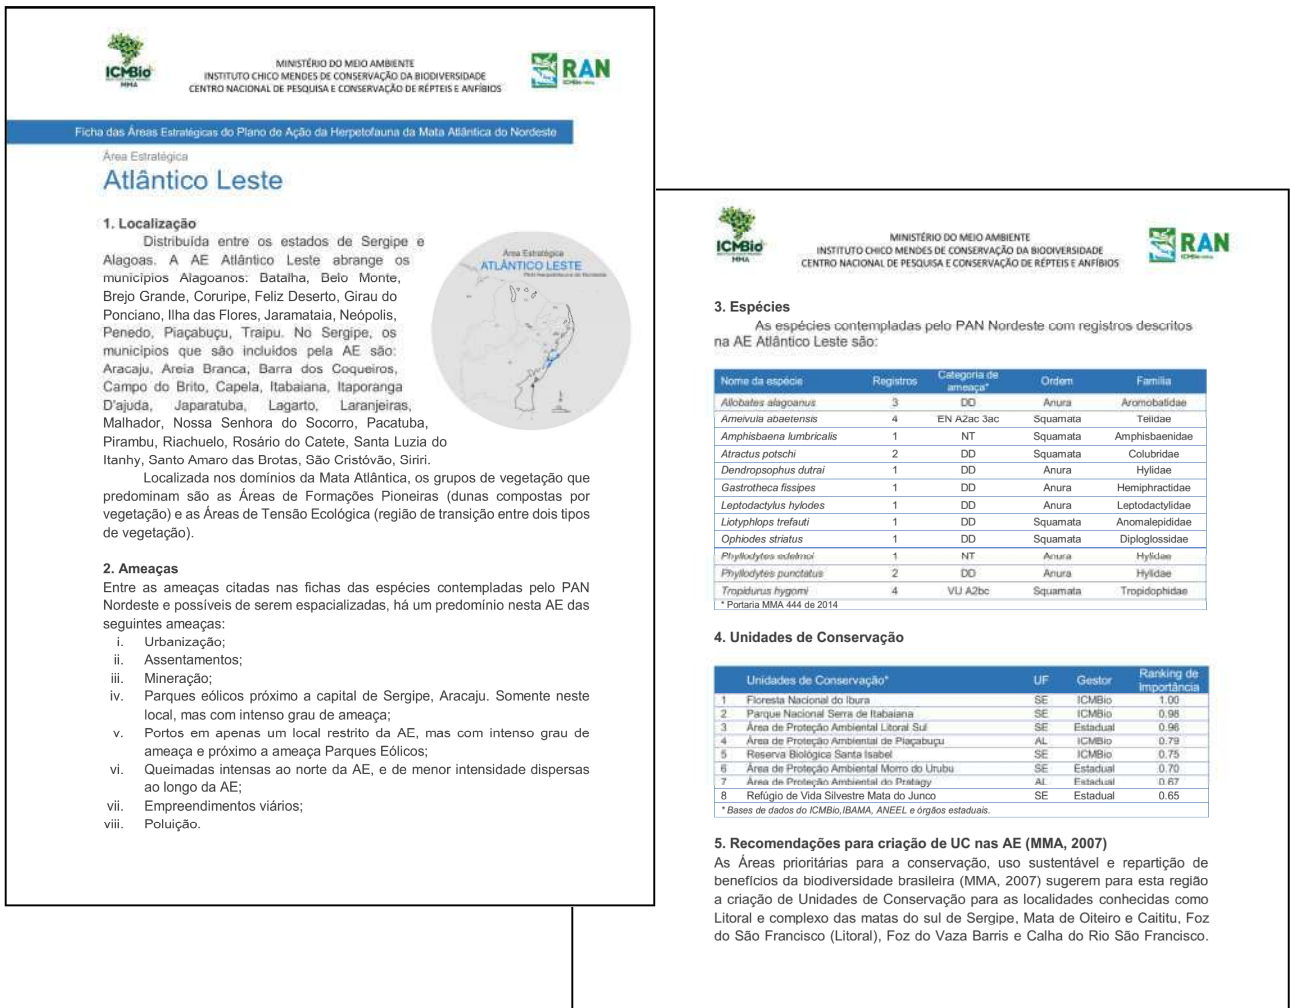 ICMBio
MMA
MINISTÉRIO DO MEIO AMBIENTE
INSTITUTO CHICO MENDES DE CONSERVAÇÃO DA BIODIVERSIDADE
CENTRO NACIONAL DE PESQUISA E CONSERVAÇÃO DE RÉPTEIS E ANFÍBIOS
RAN
Ficha das Áreas Estratégicas do Plano de Ação da Herpetofauna da Mata Atlântica do Nordeste
Área Estratégica
Atlântico Leste
1. Localização
Distribuída entre os estados de Sergipe e
Alagoas. A AE Atlântico Leste abrange os
municípios Alagoanos: Batalha, Belo Monte,
Brejo Grande, Coruripe, Feliz Deserto, Girau do
Ponciano, Ilha das Flores, Jaramataia, Neópolis,
Penedo, Piaçabuçu, Traipu. No Sergipe, os
municípios que são incluídos pela AE são:
Aracaju, Areia Branca, Barra dos Coqueiros,
Campo do Brito, Capela, Itabaiana, Itaporanga
D'ajuda, Japaratuba, Lagarto, Laranjeiras,
Malhador, Nossa Senhora do Socorro, Pacatuba,
Pirambu, Riachuelo, Rosário do Catete, Santa Luzia do
Itanhy, Santo Amaro das Brotas, São Cristóvão, Siriri.
Área Estratégica
ATLÂNTICO LESTE
Localizada nos domínios da Mata Atlântica, os grupos de vegetação que
predominam são as Áreas de Formações Pioneiras (dunas compostas por
vegetação) e as Áreas de Tensão Ecológica (região de transição entre dois tipos
de vegetação).
2. Ameaças
Entre as ameaças citadas nas fichas das espécies contempladas pelo PAN
Nordeste e possíveis de serem espacializadas, há um predomínio nesta AE das
seguintes ameaças:
i. Urbanização;
ii. Assentamentos;
iii. Mineração;
iv. Parques eólicos próximo a capital de Sergipe, Aracaju. Somente neste
local, mas com intenso grau de ameaça;
v. Portos em apenas um local restrito da AE, mas com intenso grau de
ameaça e próximo a ameaça Parques Eólicos;
vi. Queimadas intensas ao norte da AE, e de menor intensidade dispersas
ao longo da AE;
vii. Empreendimentos viários;
viii. Poluição.
ICMBio
MMA
MINISTÉRIO DO MEIO AMBIENTE
INSTITUTO CHICO MENDES DE CONSERVAÇÃO DA BIODIVERSIDADE
CENTRO NACIONAL DE PESQUISA E CONSERVAÇÃO DE RÉPTEIS E ANFÍBIOS
RAN
3. Espécies
As espécies contempladas pelo PAN Nordeste com registros descritos
na AE Atlântico Leste são:
Nome da espécie Registros Categoria de ameaça* Ordem Família
Allobates alagoanus 3 DD Anura Aromobatidae
Ameivula abaetensis 4 EN A2ac 3ac Squamata Teiidae
Amphisbaena lumbricalis 1 NT Squamata Amphisbaenidae
Atractus potschi 2 DD Squamata Colubridae
Dendropsophus dutrai 1 DD Anura Hylidae
Gastrotheca fissipes 1 DD Anura Hemiphractidae
Leptodactylus hylodes 1 DD Anura Leptodactylidae
Liotyphlops trefauti 1 DD Squamata Anomalepididae
Ophiodes striatus 1 DD Squamata Diploglossidae
Phyllodytes edelmoi 1 NT Anura Hylidae
Phyllodytes punctatus 2 DD Anura Hylidae
Tropidurus hygomi 4 VU A2bc Squamata Tropidophidae
* Portaria MMA 444 de 2014
4. Unidades de Conservação
Unidades de Conservação* UF Gestor Ranking de Importância
1 Floresta Nacional do Ibura SE ICMBio 1.00
2 Parque Nacional Serra de Itabaiana SE ICMBio 0.98
3 Área de Proteção Ambiental Litoral Sul SE Estadual 0.96
4 Área de Proteção Ambiental de Piaçabuçu AL ICMBio 0.79
5 Reserva Biológica Santa Isabel SE ICMBio 0.75
6 Área de Proteção Ambiental Morro do Urubu SE Estadual 0.70
7 Área de Proteção Ambiental do Pratagy AL Estadual 0.67
8 Refúgio de Vida Silvestre Mata do Junco SE Estadual 0.65
* Bases de dados do ICMBio,IBAMA, ANEEL e órgãos estaduais.
5. Recomendações para criação de UC nas AE (MMA, 2007)
As Áreas prioritárias para a conservação, uso sustentável e repartição de
benefícios da biodiversidade brasileira (MMA, 2007) sugerem para esta região
a criação de Unidades de Conservação para as localidades conhecidas como
Litoral e complexo das matas do sul de Sergipe, Mata de Oiteiro e Caititu, Foz
do São Francisco (Litoral), Foz do Vaza Barris e Calha do Rio São Francisco.